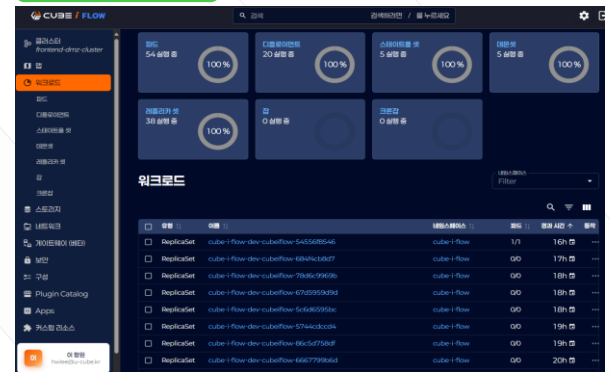 CUBE / FLOW
검색
검색하려면 / 를 누르세요
클러스터
frontend-dmz-cluster
맵
워크로드
파드
디플로이먼트
스테이트풀 셋
데몬셋
레플리카 셋
잡
크론잡
스토리지
네트워크
게이트웨이 (베타)
보안
구성
Plugin Catalog
Apps
커스텀 리소스
파드
54 실행 중
100 %
디플로이먼트
20 실행 중
100 %
스테이트풀 셋
5 실행 중
100 %
데몬셋
5 실행 중
100 %
레플리카 셋
38 실행 중
100 %
잡
0 실행 중
크론잡
0 실행 중
워크로드
네임스페이스
Filter
유형 이름 네임스페이스 파드 경과 시간 동작
ReplicaSet cube-i-flow-dev-cubeiflow-54556f8546 cube-i-flow 1/1 16h
ReplicaSet cube-i-flow 0/0 17h
ReplicaSet cube-i-flow-dev-cubeiflow-78d6c9969b cube-i-flow 0/0 18h
ReplicaSet cube-i-flow-dev-cubeiflow-67d5959d9d cube-i-flow 0/0 18h
ReplicaSet cube-i-flow-dev-cubeiflow-5c6d6595bc cube-i-flow 0/0 18h
ReplicaSet cube-i-flow-dev-cubeiflow-5744cdccd4 cube-i-flow 0/0 19h
ReplicaSet cube-i-flow-dev-cubeiflow-86c5d758df cube-i-flow 0/0 19h
ReplicaSet cube-i-flow-dev-cubeiflow-6667799b6d cube-i-flow 0/0 20h